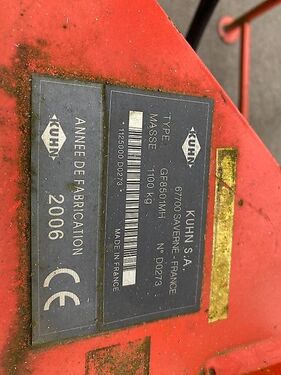 KUHN
KUHN S.A.
67700 SAVERNE - FRANCE
TYPE GF8501MH N° D0273
MASSE 1100 kg
*1125000 D0273*
MADE IN FRANCE
KUHN
ANNÉE DE FABRICATION
2006
CE